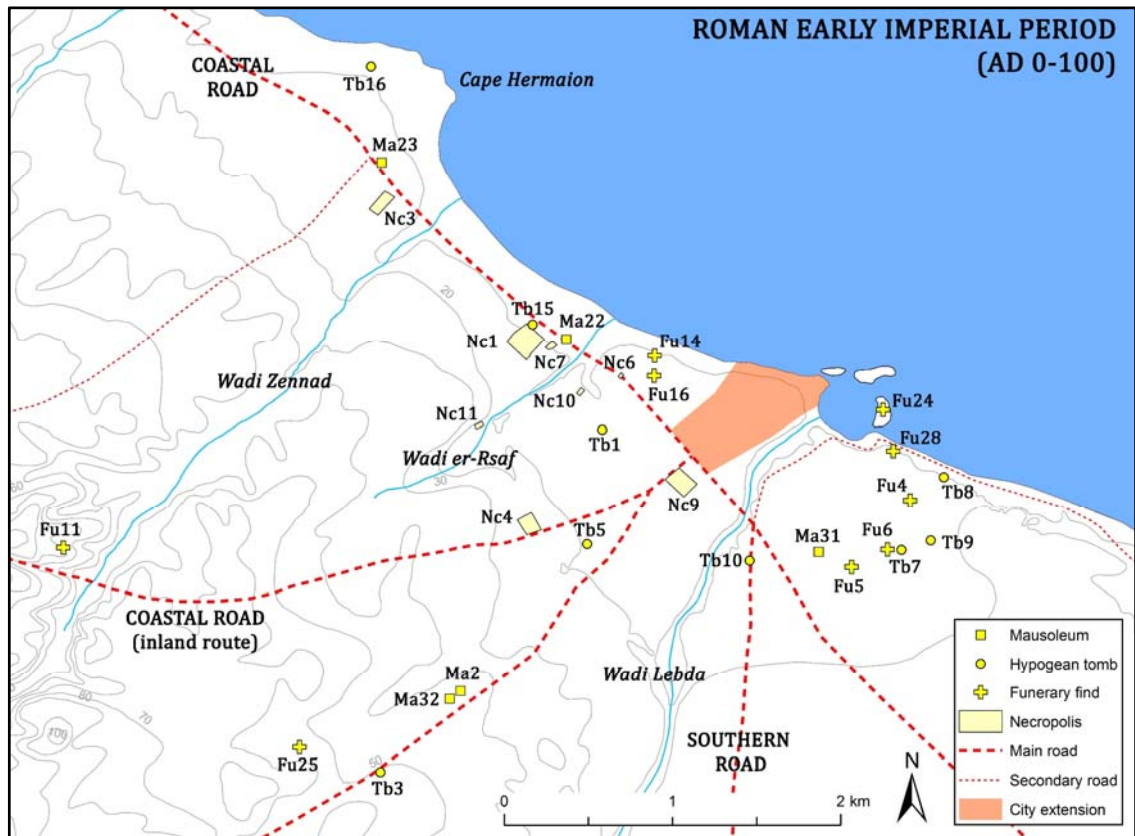 ROMAN EARLY IMPERIAL PERIOD
(AD 0-100)
COASTAL
ROAD
Tb16
Cape Hermaion
Ma23
Nc3
20
Tb15
Ma22
Nc1
Nc7
Fu14
Nc6
Fu16
Wadi Zennad
Nc10
Fu24
Nc11
Tb1
Fu28
Wadi er-Rsaf
30
Tb8
Nc9
Fu4
60
Nc4
Fu11
Tb5
Ma31
Fu6
Tb9
Tb10
Tb7
Fu5
COASTAL ROAD
(inland route)
Ma2
Wadi Lebda
Ma32
80
70
100
SOUTHERN
ROAD
Fu25
50
Tb3
N
0
1
2 km
Mausoleum
Hypogean tomb
Funerary find
Necropolis
Main road
Secondary road
City extension